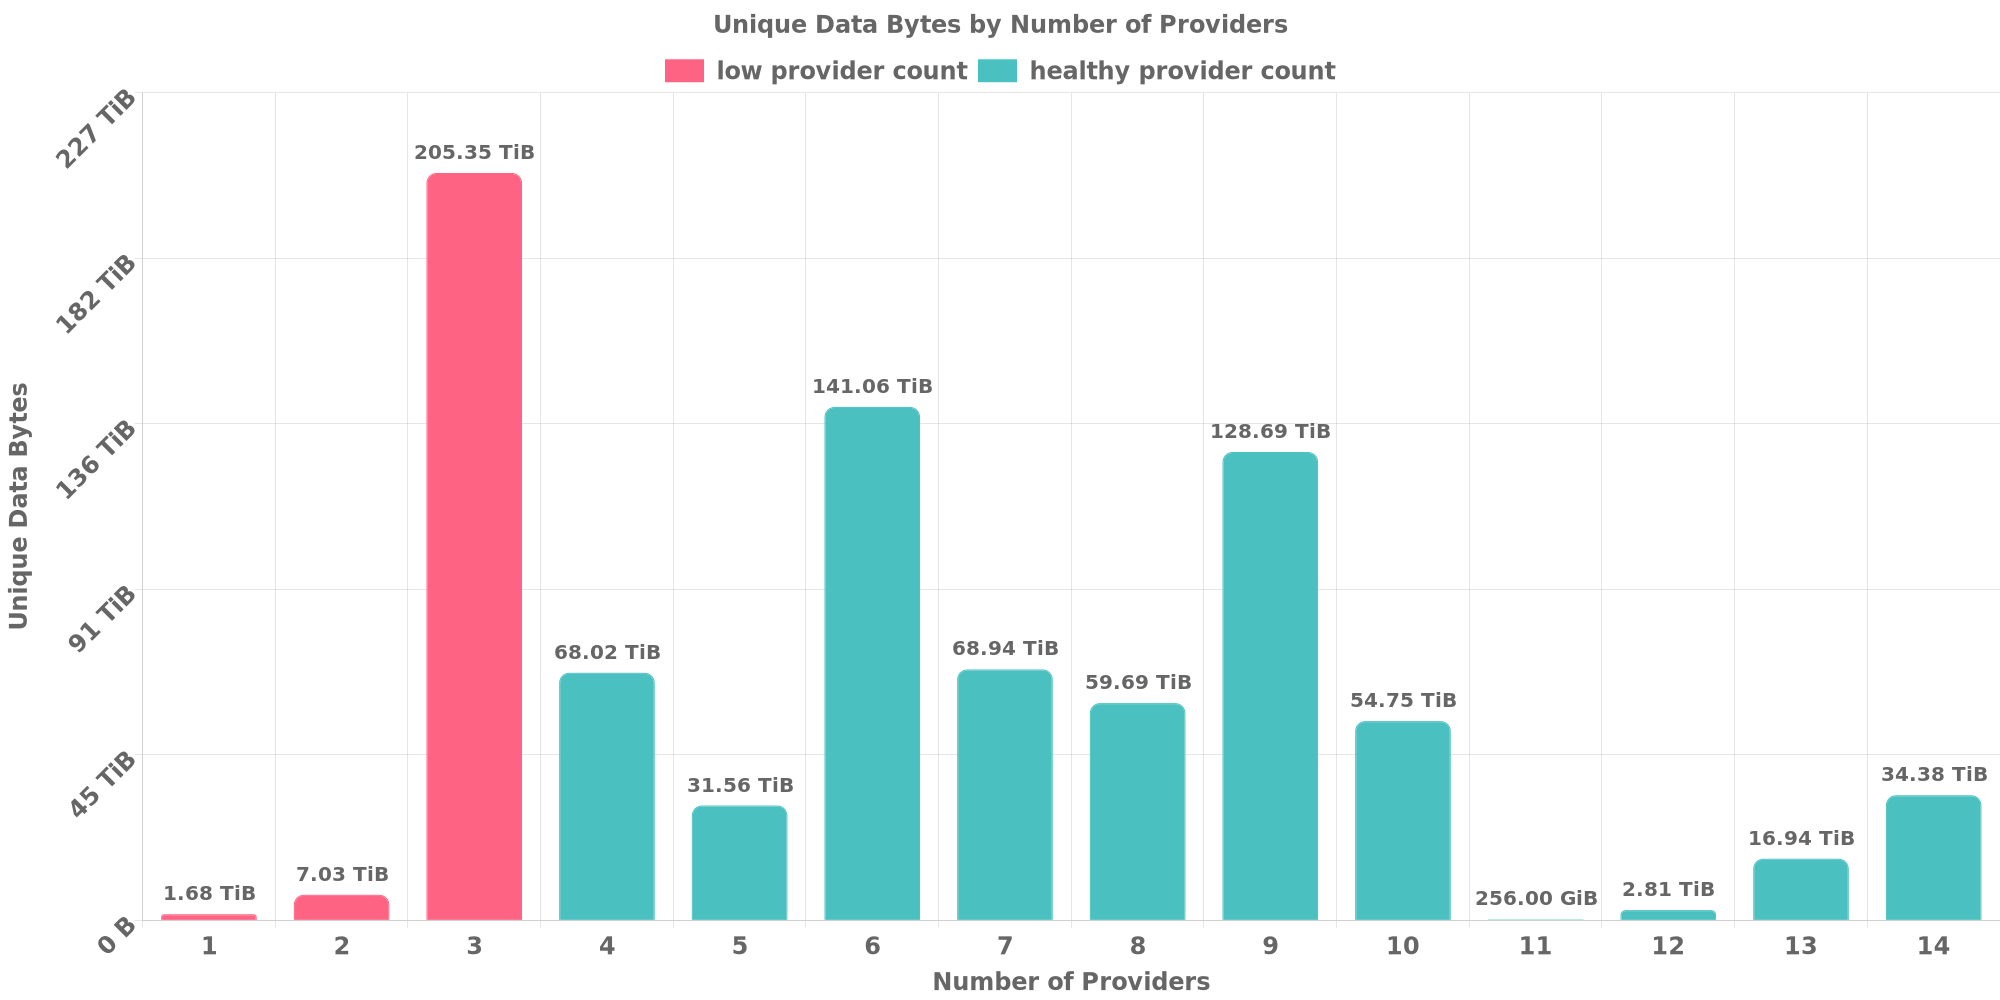 Unique Data Bytes by Number of Providers
low provider count healthy provider count
227 TiB
182 TiB
136 TiB
91 TiB
45 TiB
0 B
Unique Data Bytes
1.68 TiB
7.03 TiB
205.35 TiB
68.02 TiB
31.56 TiB
141.06 TiB
68.94 TiB
59.69 TiB
128.69 TiB
54.75 TiB
256.00 GiB
2.81 TiB
16.94 TiB
34.38 TiB
1 2 3 4 5 6 7 8 9 10 11 12 13 14
Number of Providers